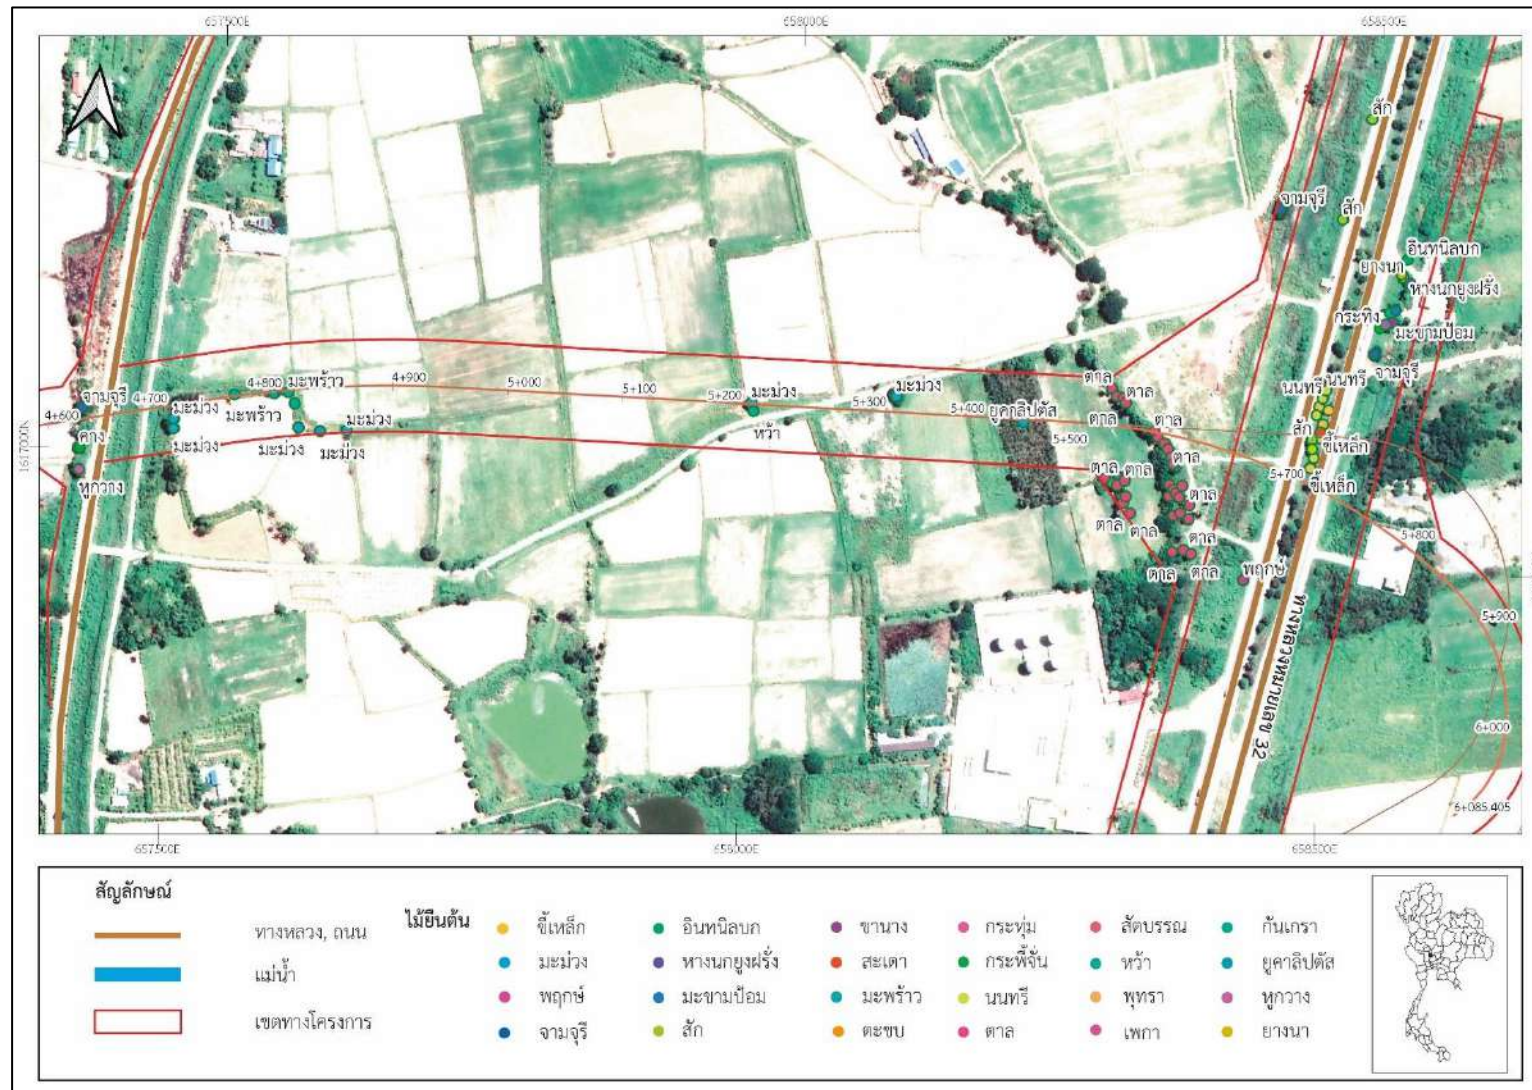 657500E 658000E 658500E
สัก
จามจุรี
สัก
อินทนิลบก
ยางนา
หางนกยูงฝรั่ง
กระทิง
มะขามป้อม
จามจุรี
ตาล
ตาล
นนทรี
นนทรี
4+600
จามจุรี
4+700
มะม่วง
4+800
มะพร้าว
มะพร้าว
4+900
5+000
5+100
5+200
มะม่วง
5+300
มะม่วง
5+400
ยูคาลิปตัส
ตาล
ตาล
คาง
มะม่วง
มะม่วง
มะม่วง
มะม่วง
หว้า
5+500
ตาล
สัก
ขี้เหล็ก
1617000N
หูกวาง
ตาล
ตาล
ตาล
5+700
ขี้เหล็ก
ตาล
ตาล
ตาล
5+800
ตาล
ตาล
ตาล
พฤกษ์
5+900
ทางหลวงหมายเลข 32
6+000
6+085.405
657500E 658000E 658500E
สัญลักษณ์
ทางหลวง, ถนน
แม่น้ำ
เขตทางโครงการ
ไม้ยืนต้น
ขี้เหล็ก อินทนิลบก ขานาง กระทุ่ม สัตบรรณ กันเกรา
มะม่วง หางนกยูงฝรั่ง สะเดา กระพี้จั่น หว้า ยูคาลิปตัส
พฤกษ์ มะขามป้อม มะพร้าว นนทรี พุทรา หูกวาง
จามจุรี สัก ตะขบ ตาล เพกา ยางนา